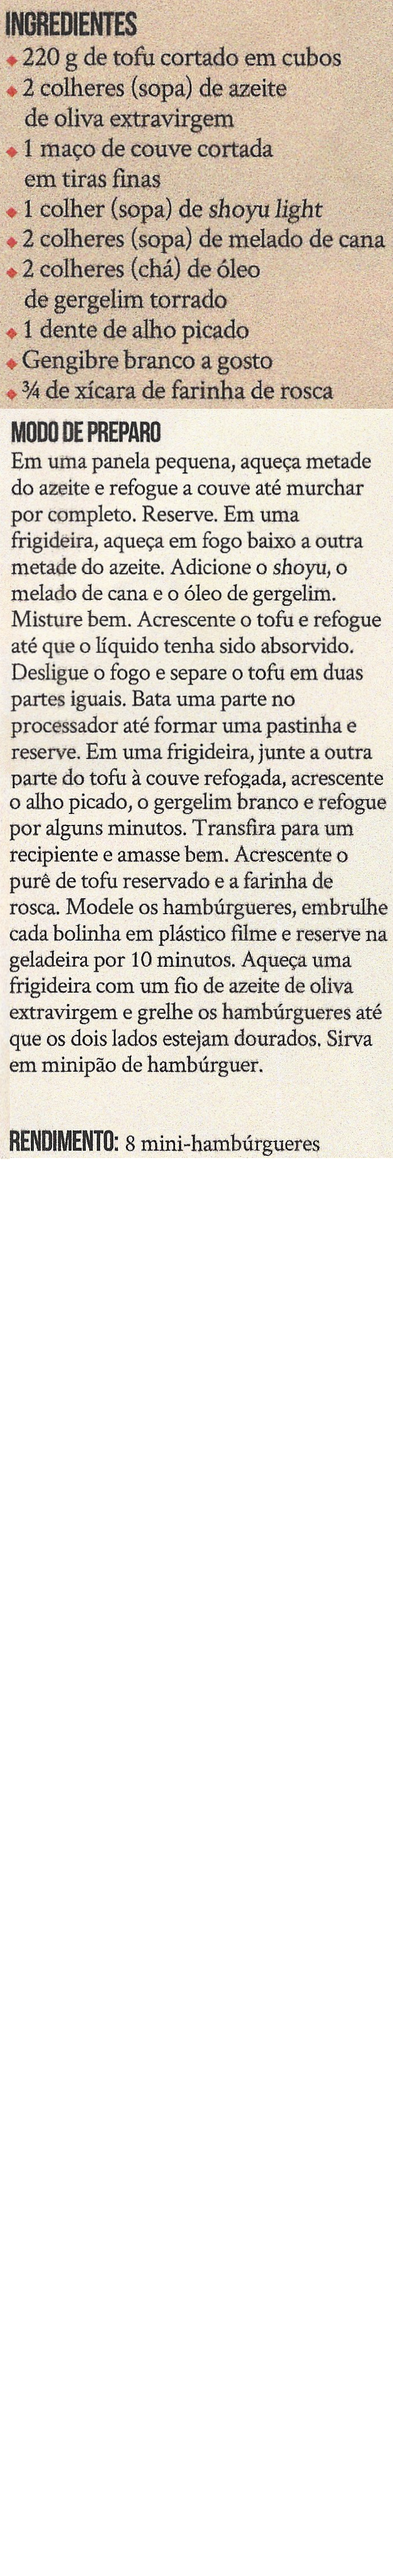 INGREDIENTES
♦ 220 g de tofu cortado em cubos
♦ 2 colheres (sopa) de azeite
de oliva extravirgem
♦ 1 maço de couve cortada
em tiras finas
♦ 1 colher (sopa) de shoyu light
♦ 2 colheres (sopa) de melado de cana
♦ 2 colheres (chá) de óleo
de gergelim torrado
♦ 1 dente de alho picado
♦ Gengibre branco a gosto
♦ ¾ de xícara de farinha de rosca
MODO DE PREPARO
Em uma panela pequena, aqueça metade
do azeite e refogue a couve até murchar
por completo. Reserve. Em uma
frigideira, aqueça em fogo baixo a outra
metade do azeite. Adicione o shoyu, o
melado de cana e o óleo de gergelim.
Misture bem. Acrescente o tofu e refogue
até que o líquido tenha sido absorvido.
Desligue o fogo e separe o tofu em duas
partes iguais. Bata uma parte no
processador até formar uma pastinha e
reserve. Em uma frigideira, junte a outra
parte do tofu à couve refogada, acrescente
o alho picado, o gergelim branco e refogue
por alguns minutos. Transfira para um
recipiente e amasse bem. Acrescente o
purê de tofu reservado e a farinha de
rosca. Modele os hambúrgueres, embrulhe
cada bolinha em plástico filme e reserve na
geladeira por 10 minutos. Aqueça uma
frigideira com um fio de azeite de oliva
extravirgem e grelhe os hambúrgueres até
que os dois lados estejam dourados. Sirva
em minipão de hambúrguer.
RENDIMENTO: 8 mini-hambúrgueres